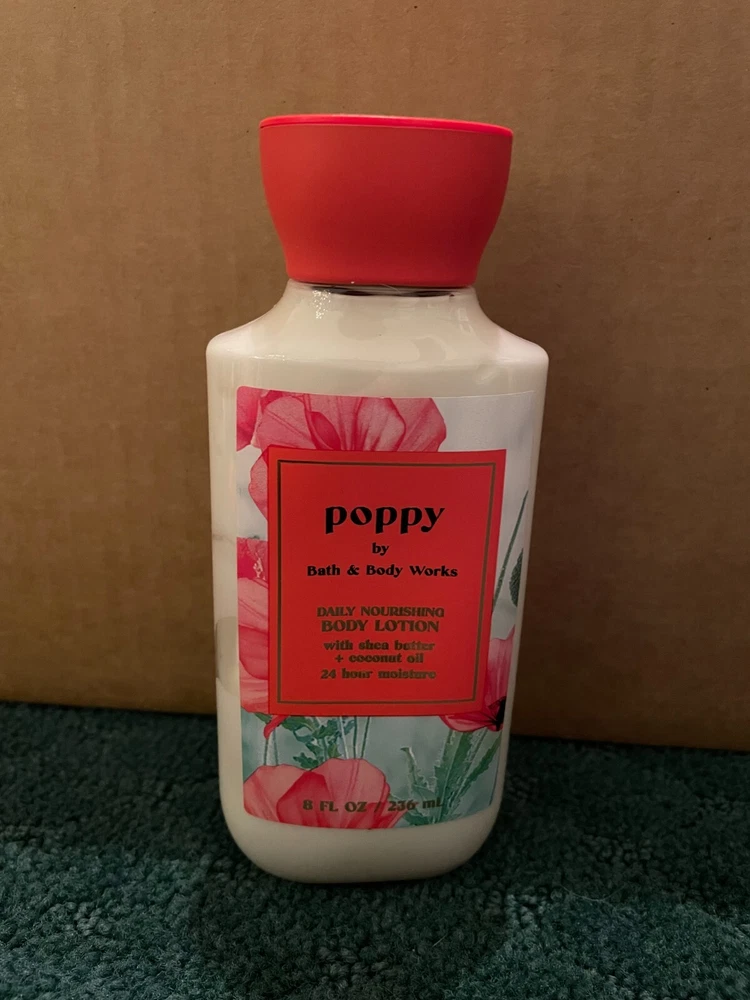 poppy
by
Bath & Body Works
DAILY NOURISHING
BODY LOTION
with shea butter
+ coconut oil
24 hour moisture
8 FL OZ / 236 mL